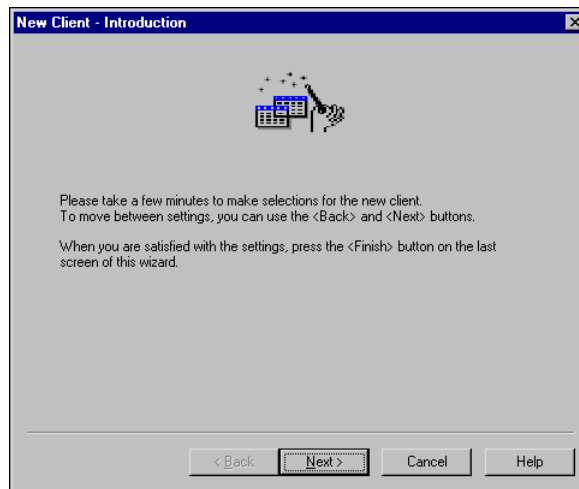 New Client - Introduction
Please take a few minutes to make selections for the new client.
To move between settings, you can use the <Back> and <Next> buttons.
When you are satisfied with the settings, press the <Finish> button on the last
screen of this wizard.
< Back
Next >
Cancel
Help